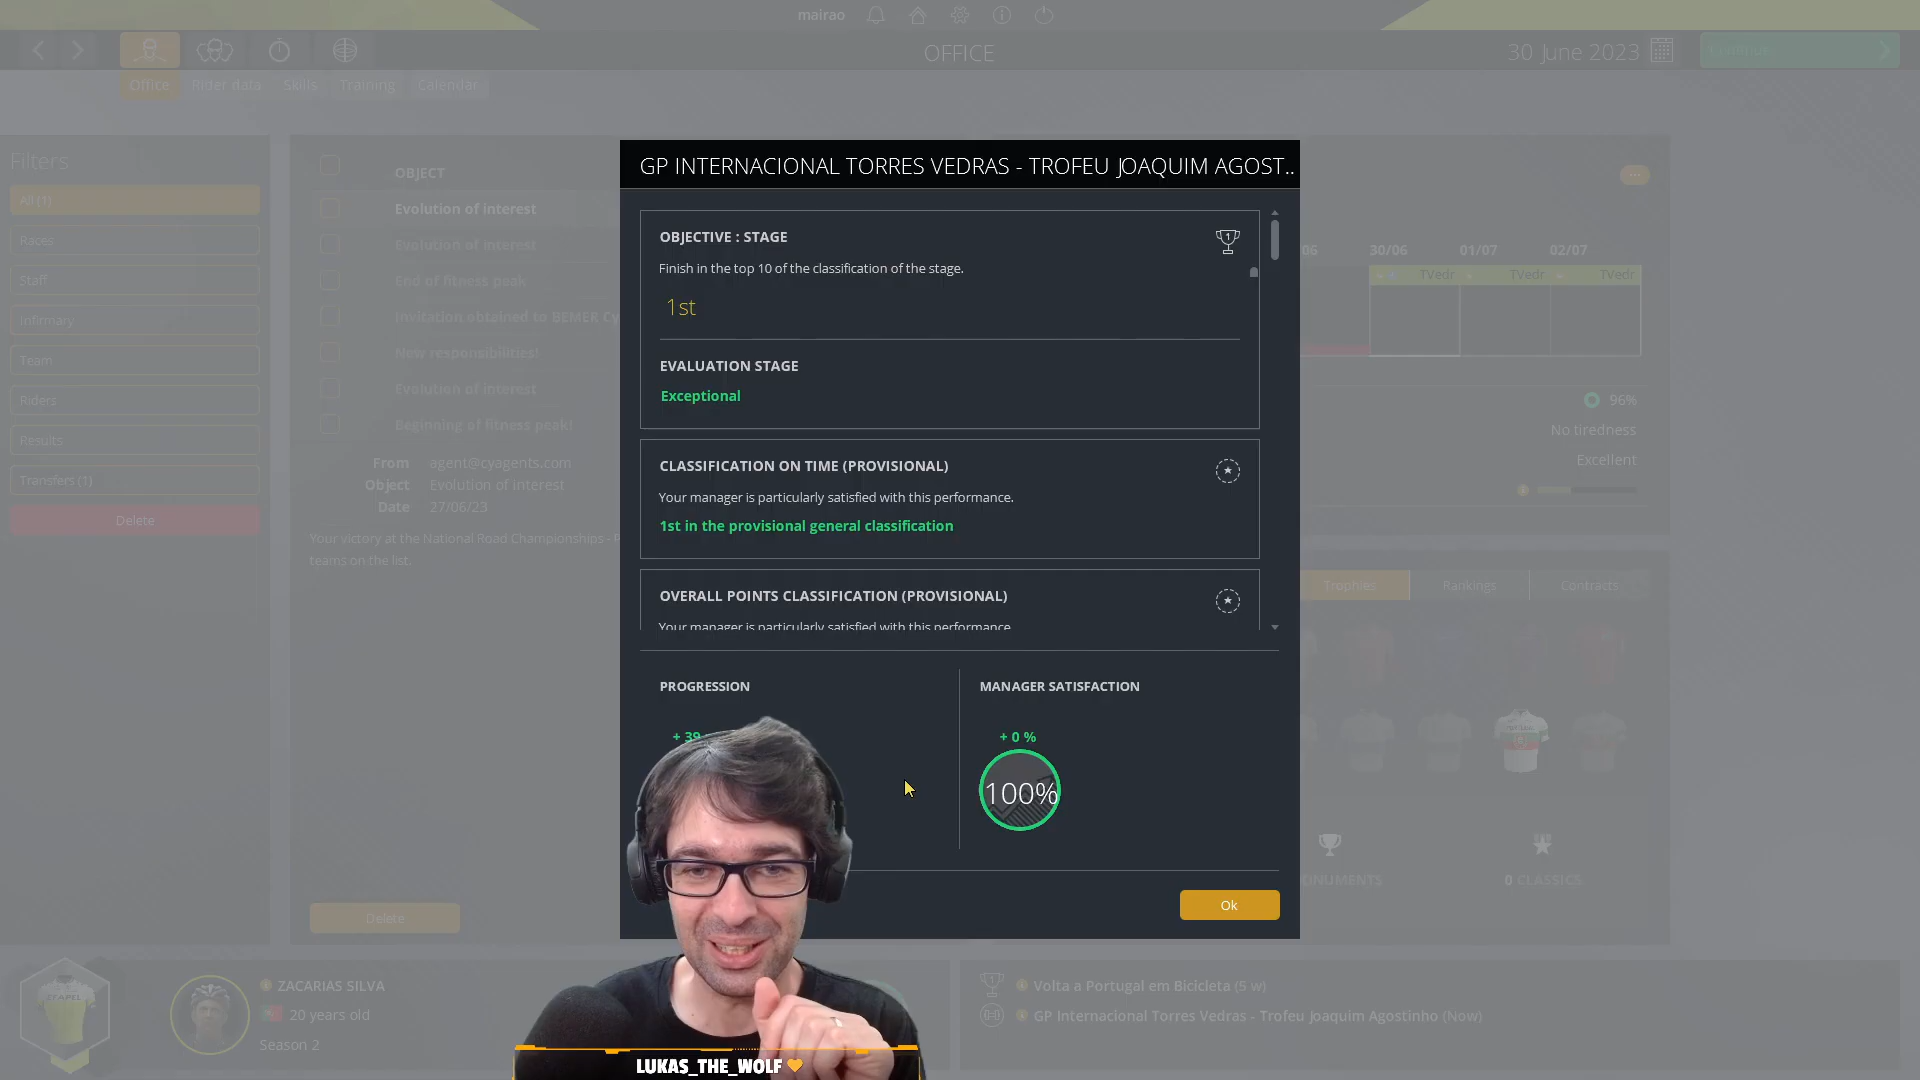 mairao
OFFICE
30 June 2023
Continue
Office
Rider data
Skills
Training
Calendar
Filters
All (1)
Races
Staff
Infirmary
Team
Riders
Results
Transfers (1)
Delete
OBJECT
Evolution of interest
Evolution of interest
End of fitness peak
Invitation obtained to BEMER Cy
New responsibilities!
Evolution of interest
Beginning of fitness peak!
From agent@cyagents.com
Object Evolution of interest
Date 27/06/23
Your victory at the National Road Championships - P
teams on the list.
Delete
GP INTERNACIONAL TORRES VEDRAS - TROFEU JOAQUIM AGOST..
OBJECTIVE : STAGE
Finish in the top 10 of the classification of the stage.
1st
EVALUATION STAGE
Exceptional
CLASSIFICATION ON TIME (PROVISIONAL)
Your manager is particularly satisfied with this performance.
1st in the provisional general classification
OVERALL POINTS CLASSIFICATION (PROVISIONAL)
Your manager is particularly satisfied with this performance.
PROGRESSION
+ 39
MANAGER SATISFACTION
+ 0 %
100%
Ok
06 30/06 01/07 02/07
TVedr TVedr TVedr
96%
No tiredness
Excellent
Trophies
Rankings
Contracts
ONUMENTS
0 CLASSICS
ZACARIAS SILVA
20 years old
Season 2
Volta a Portugal em Bicicleta (5 w)
GP Internacional Torres Vedras - Trofeu Joaquim Agostinho (Now)
LUKAS_THE_WOLF